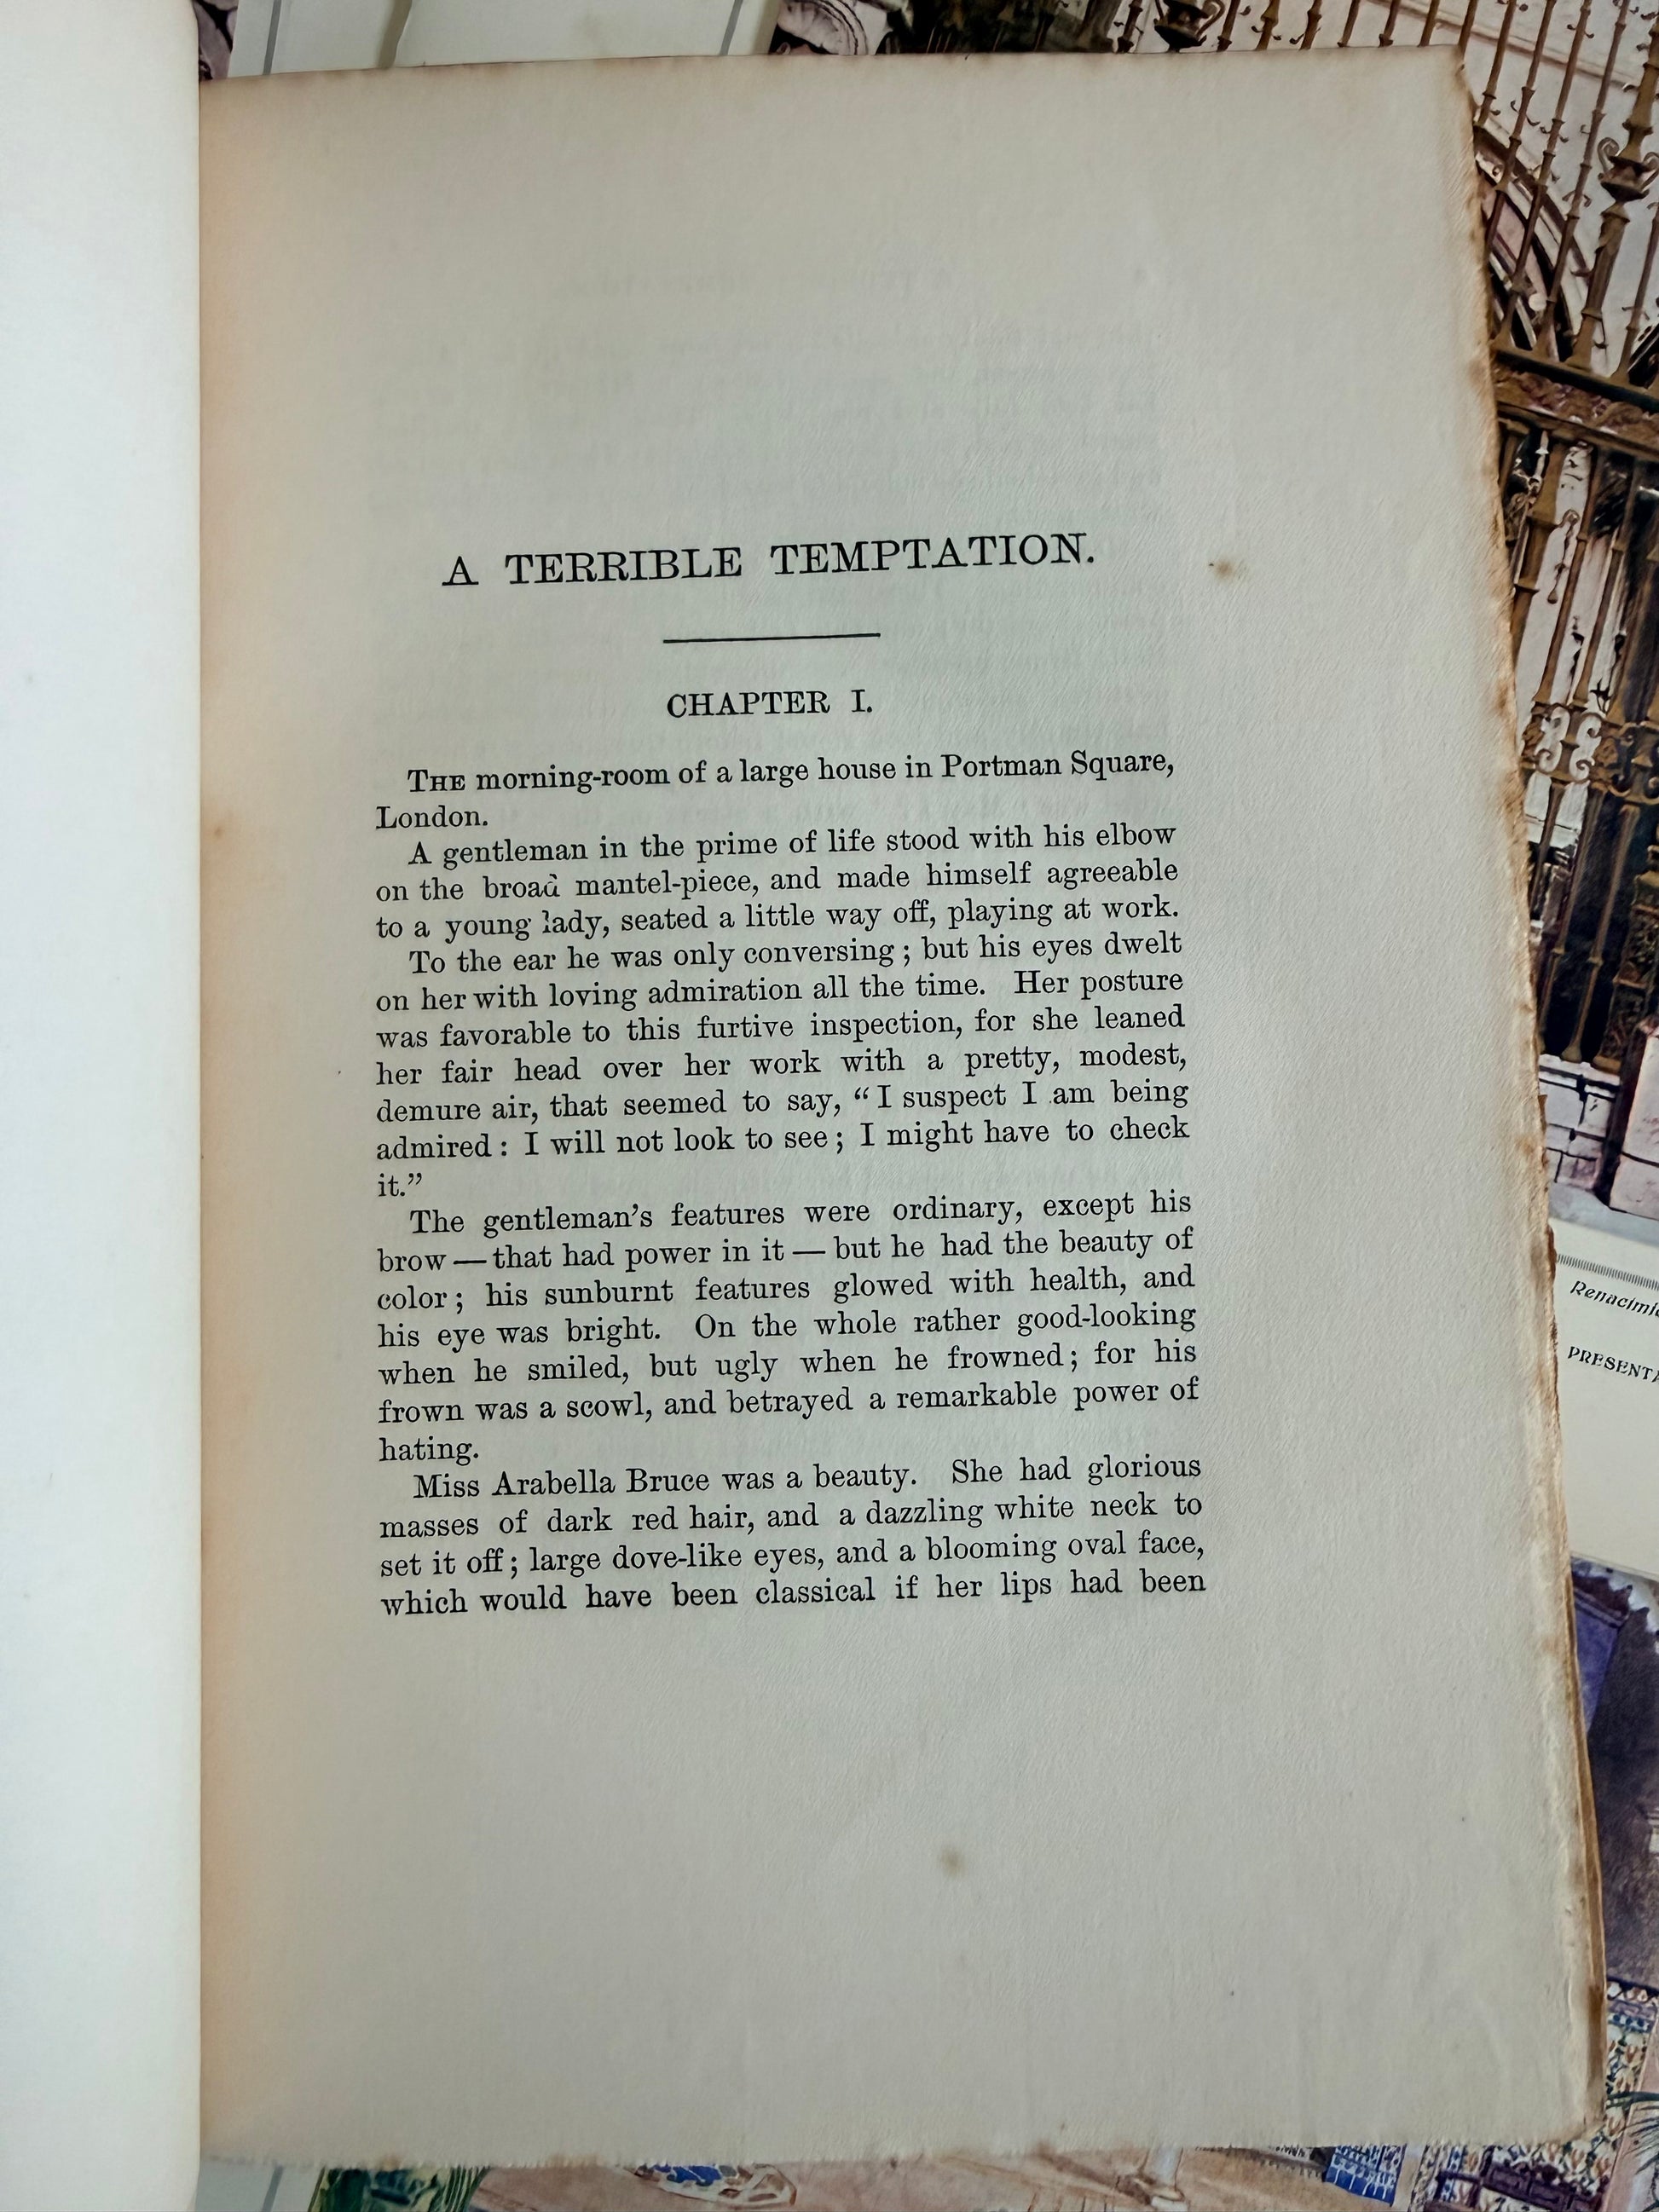 A TERRIBLE TEMPTATION.
CHAPTER I.
THE morning-room of a large house in Portman Square,
London.
A gentleman in the prime of life stood with his elbow
on the broad mantel-piece, and made himself agreeable
to a young lady, seated a little way off, playing at work.
To the ear he was only conversing; but his eyes dwelt
on her with loving admiration all the time. Her posture
was favorable to this furtive inspection, for she leaned
her fair head over her work with a pretty, modest,
demure air, that seemed to say, “I suspect I am being
admired: I will not look to see; I might have to check
it.”
The gentleman’s features were ordinary, except his
brow — that had power in it — but he had the beauty of
color; his sunburnt features glowed with health, and
his eye was bright. On the whole rather good-looking
when he smiled, but ugly when he frowned; for his
frown was a scowl, and betrayed a remarkable power of
hating.
Miss Arabella Bruce was a beauty. She had glorious
masses of dark red hair, and a dazzling white neck to
set it off; large dove-like eyes, and a blooming oval face,
which would have been classical if her lips had been